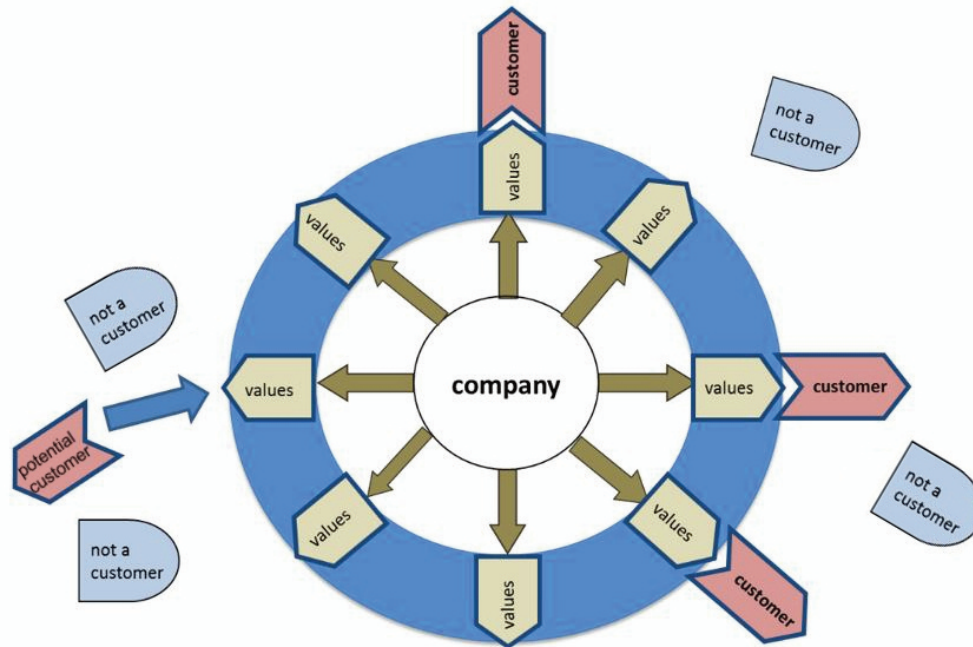 customer
not a
customer
values
values
values
not a
customer
values
company
values
customer
potential
customer
not a
customer
values
values
values
not a
customer
customer